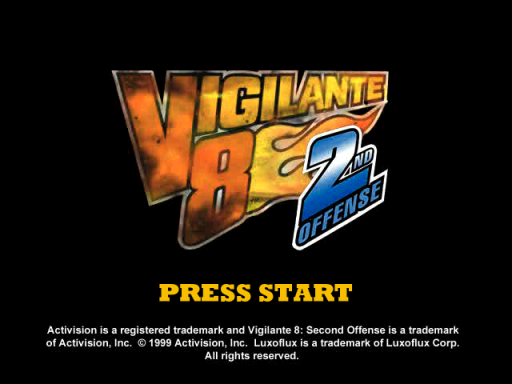 VIGILANTE
8
2ND
OFFENSE
PRESS START
Activision is a registered trademark and Vigilante 8: Second Offense is a trademark
of Activision, Inc. © 1999 Activision, Inc. Luxoflux is a trademark of Luxoflux Corp.
All rights reserved.